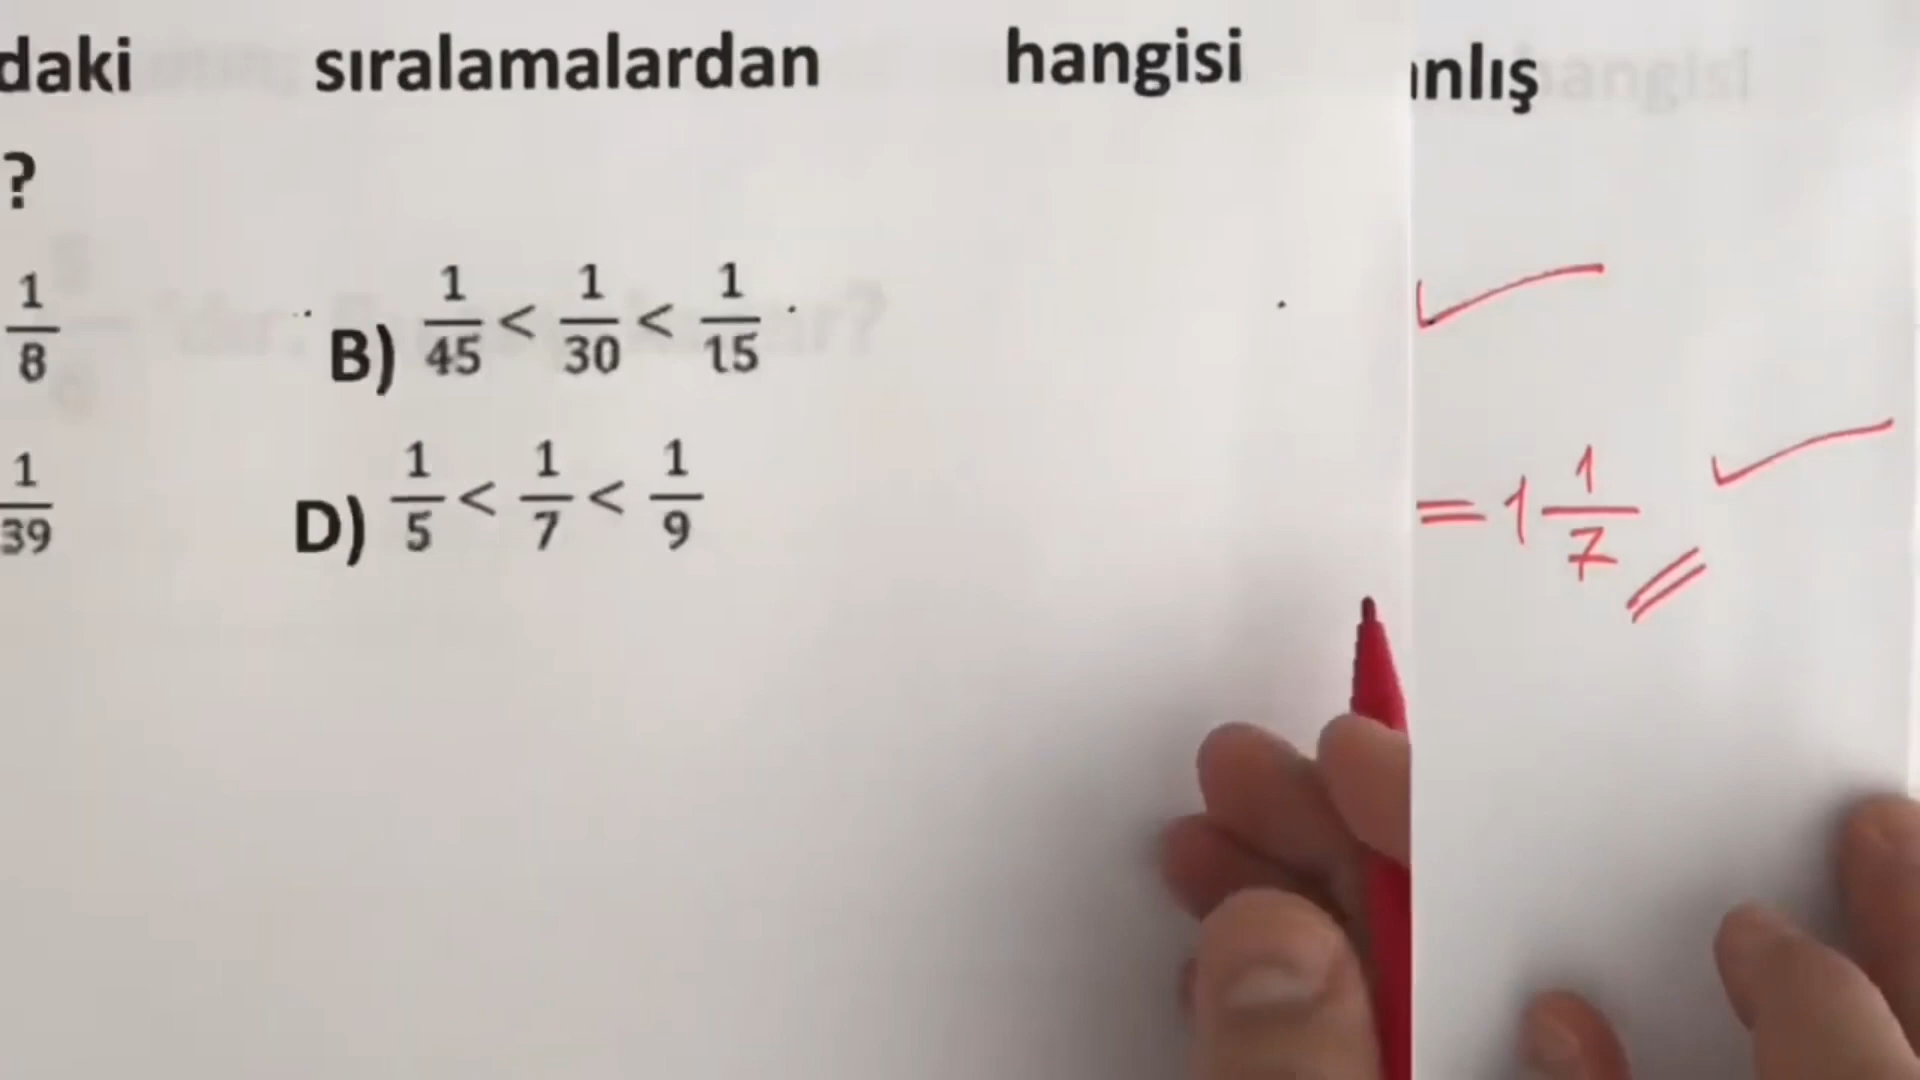 daki sıralamalardan hangisi
?
1/8 B) 1/45 < 1/30 < 1/15
1/39 D) 1/5 < 1/7 < 1/9
= 1 1/7